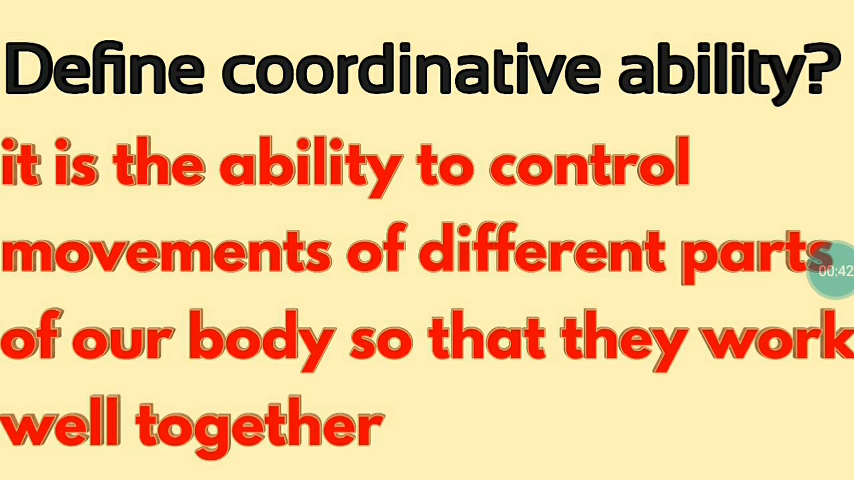 Define coordinative ability?
it is the ability to control
movements of different parts
00:42
of our body so that they work
well together